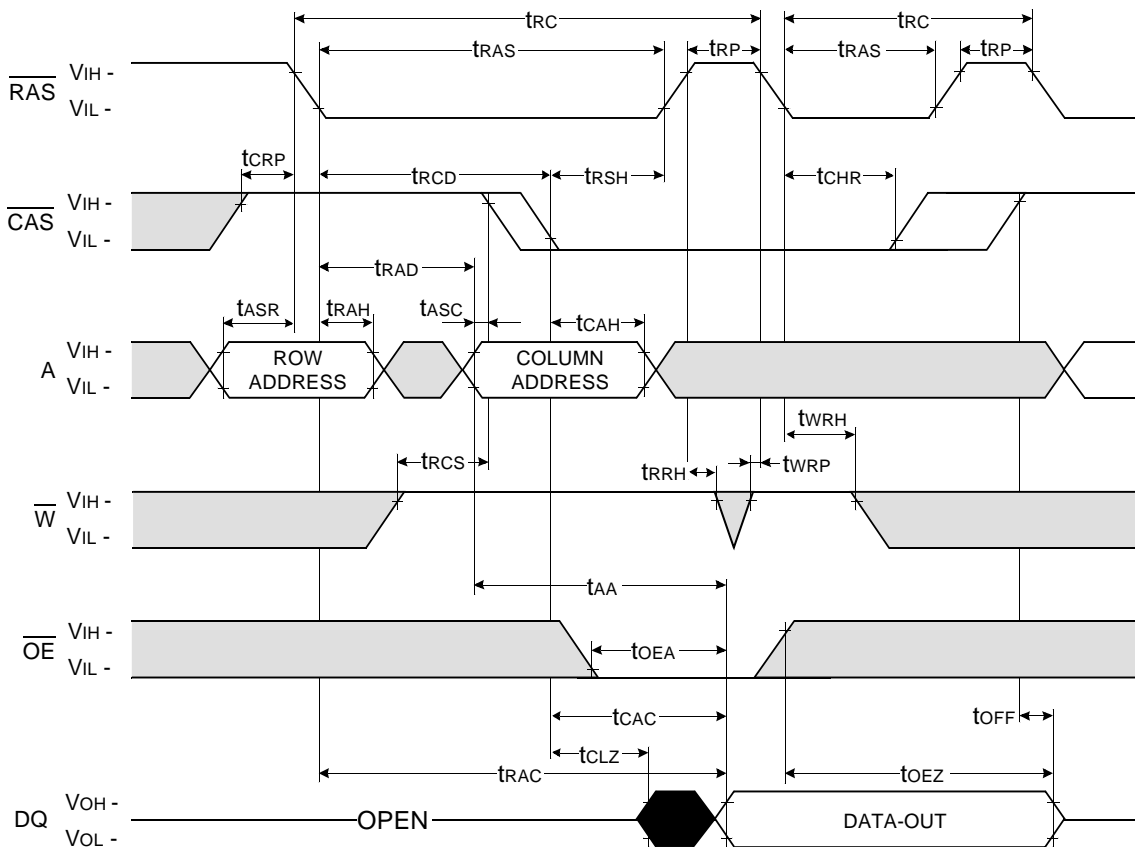 tRC tRC
tRAS tRP tRAS tRP
RAS VIH -
VIL -
tCRP tRCD tRSH tCHR
CAS VIH -
VIL -
tRAD
tASR tRAH tASC tCAH
A VIH -
VIL -
ROW ADDRESS
COLUMN ADDRESS
tWRH
tRCS tRRH tWRP
W VIH -
VIL -
tAA
OE VIH -
VIL -
tOEA
tCAC tOFF
tCLZ
tRAC tOEZ
DQ VOH -
VOL -
OPEN DATA-OUT